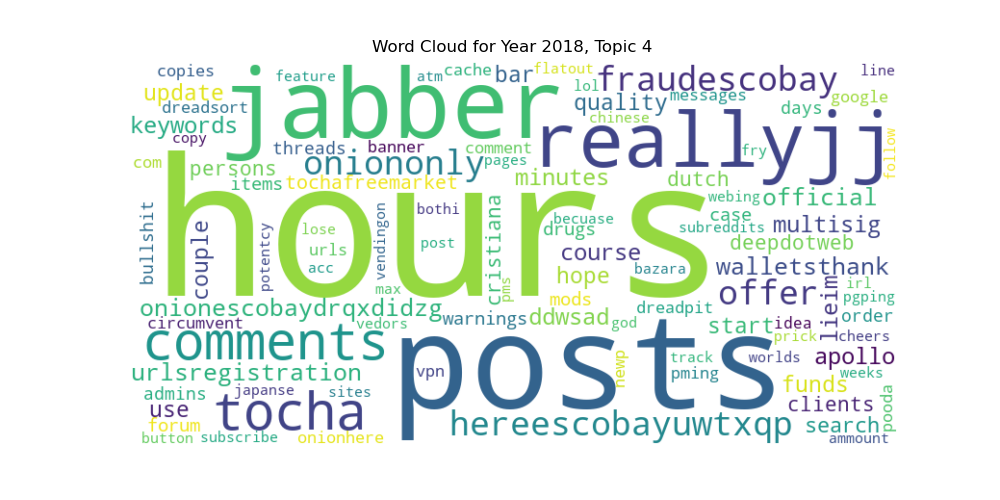 Word Cloud for Year 2018, Topic 4
copies feature atm cache bar flatout fraudescobay line
update jabber lol quality messages google
dreadsort days
keywords copy threads banner comment chinese reallyjj
com persons oniononly pages minutes fry dutch follow
items tochafreemarket webing official
bullshit couple potentcy lose vendingon bothi cristiana becuase drugs case subreddits multisig
hours urls post course deepdotweb
acc max pms hope bazara walletsthank
onionescobaydrqxdidzg mods dreadpit offer lieim irl pgping
circumvent vedors warnings ddwsad god start idea order
comments posts newp prick cheers
urlsregistration vpn track worlds apollo
admins japanse sites pming funds weeks
use tocha clients pooda
forum hereescobayuwtxqp search
button subscribe onionhere ammount